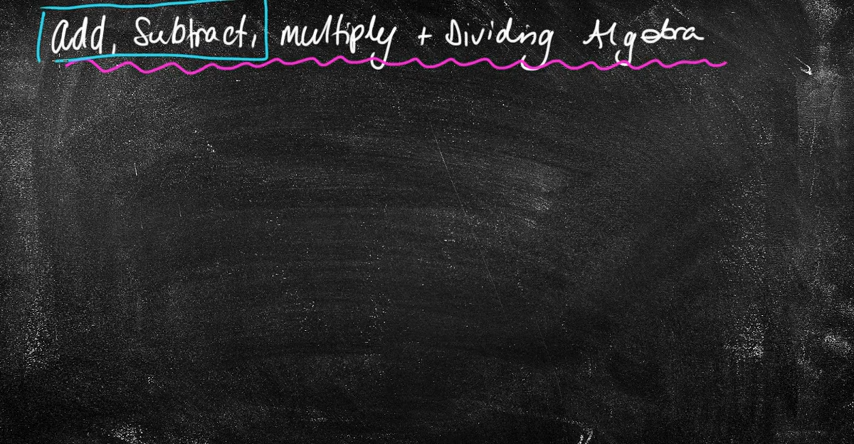 add, Subtract, multiply + Dividing Algebra